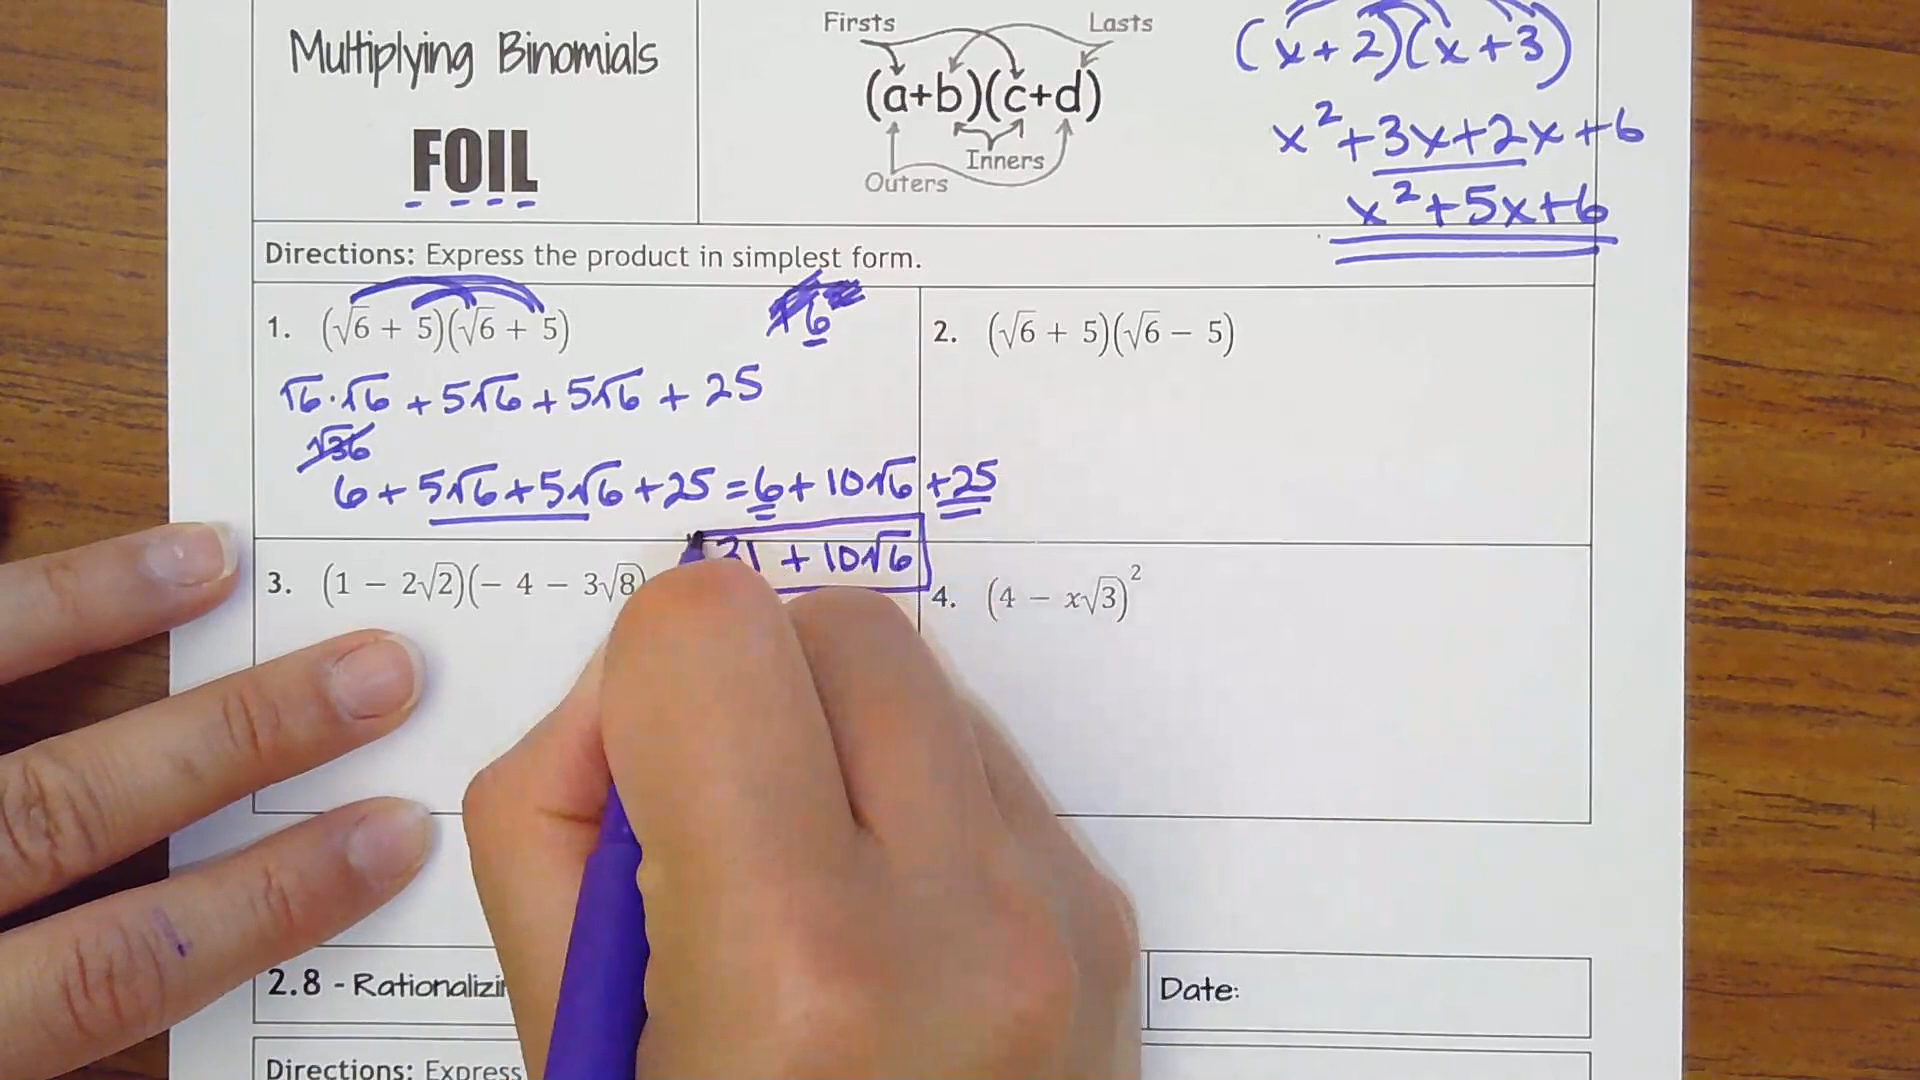 Multiplying Binomials
FOIL
Firsts Lasts
(a+b)(c+d)
Inners
Outers
(x+2)(x+3)
x²+3x+2x+6
x²+5x+6
Directions: Express the product in simplest form.
1. (√6 + 5)(√6 + 5)
6
√6·√6 + 5√6 + 5√6 + 25
√36
6 + 5√6 + 5√6 + 25 = 6 + 10√6 + 25
31 + 10√6
2. (√6 + 5)(√6 − 5)
3. (1 − 2√2)(− 4 − 3√8)
4. (4 − x√3)²
2.8 -
Date:
Directions: Express